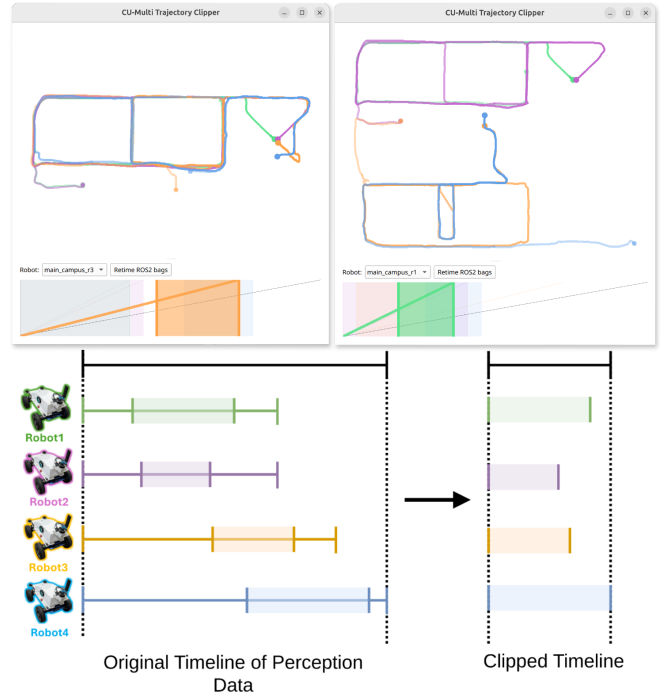 CU-Multi Trajectory Clipper
CU-Multi Trajectory Clipper
Robot: main_campus_r3 Retime ROS2 bags
Robot: main_campus_r1 Retime ROS2 bags
Robot1
Robot2
Robot3
Robot4
Original Timeline of Perception
Data
Clipped Timeline